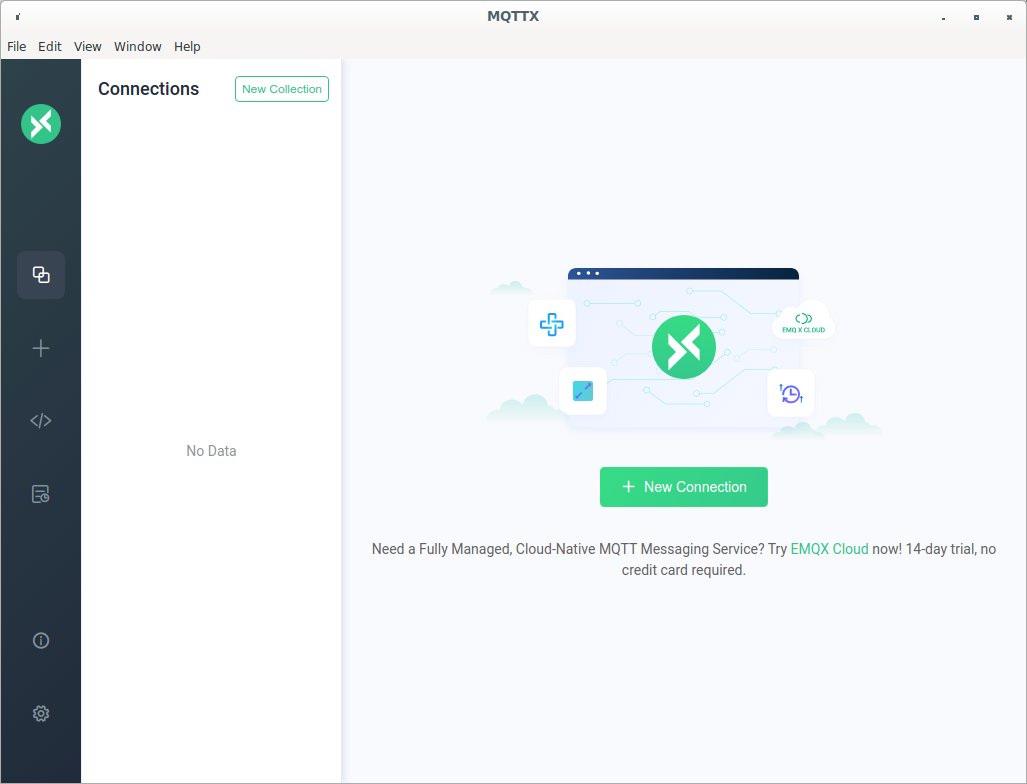 MQTTX
File Edit View Window Help
Connections
New Collection
No Data
EMQ X CLOUD
New Connection
Need a Fully Managed, Cloud-Native MQTT Messaging Service? Try EMQX Cloud now! 14-day trial, no
credit card required.